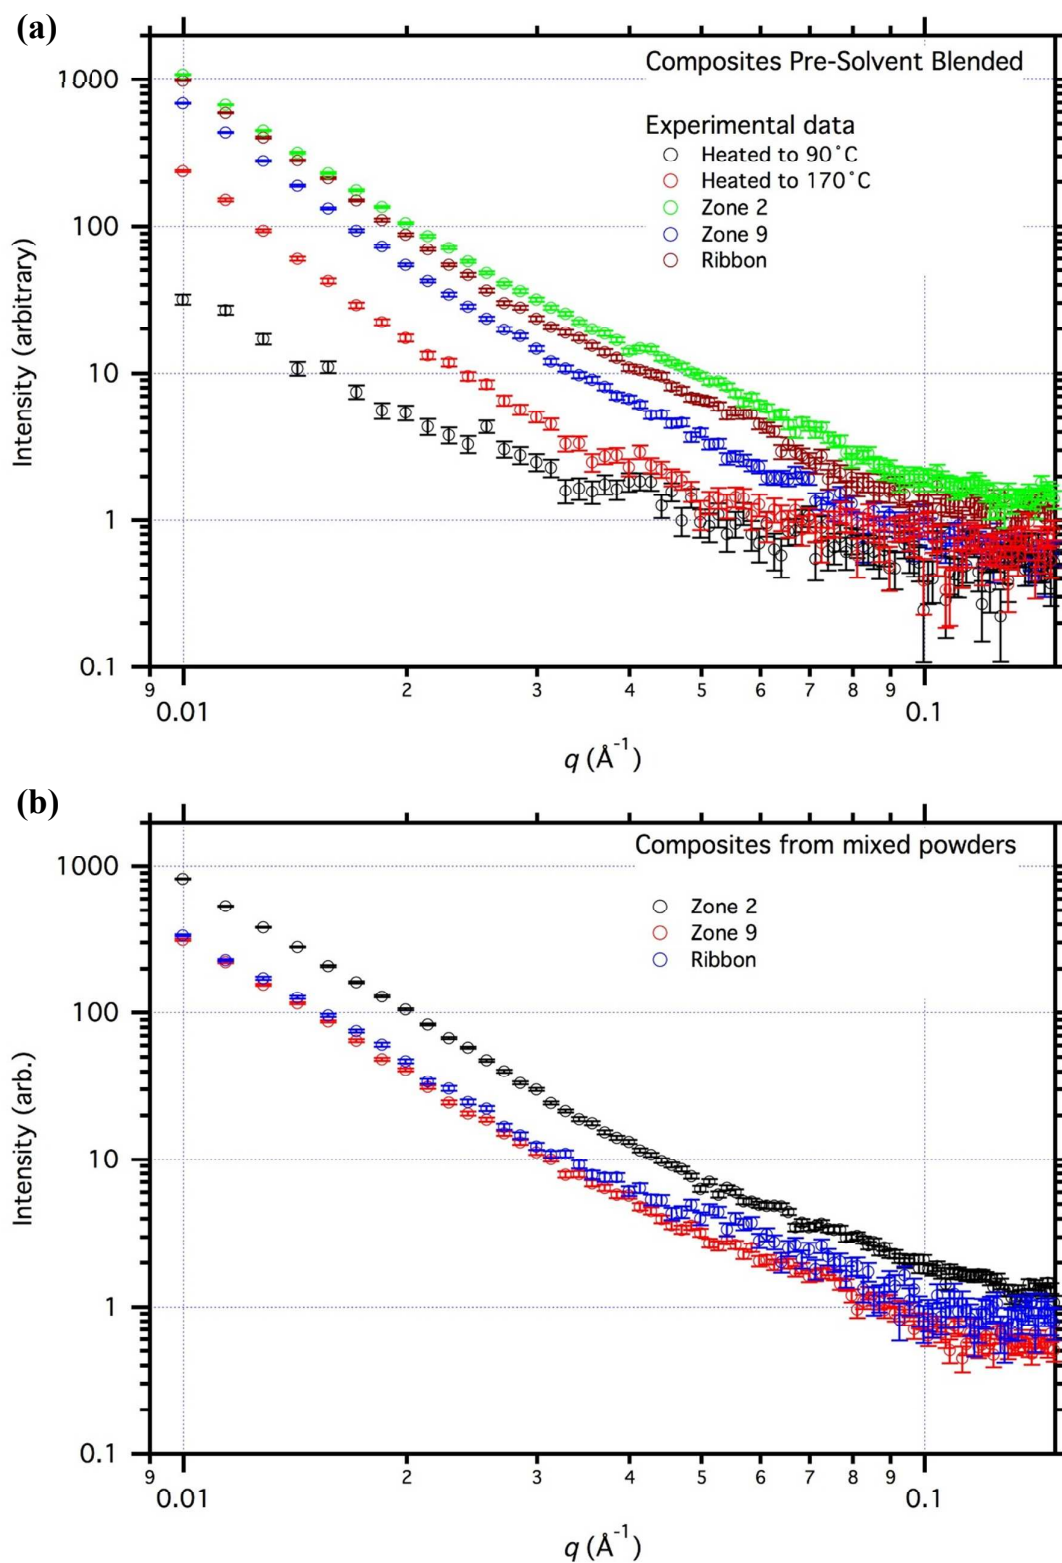 (a)
Composites Pre-Solvent Blended
Experimental data
Heated to 90˚C
Heated to 170˚C
Zone 2
Zone 9
Ribbon
Intensity (arbitrary)
1000
100
10
1
0.1
9 2 3 4 5 6 7 8 9
0.01 0.1
q (Å⁻¹)
(b)
Composites from mixed powders
Zone 2
Zone 9
Ribbon
Intensity (arb.)
1000
100
10
1
0.1
9 2 3 4 5 6 7 8 9
0.01 0.1
q (Å⁻¹)